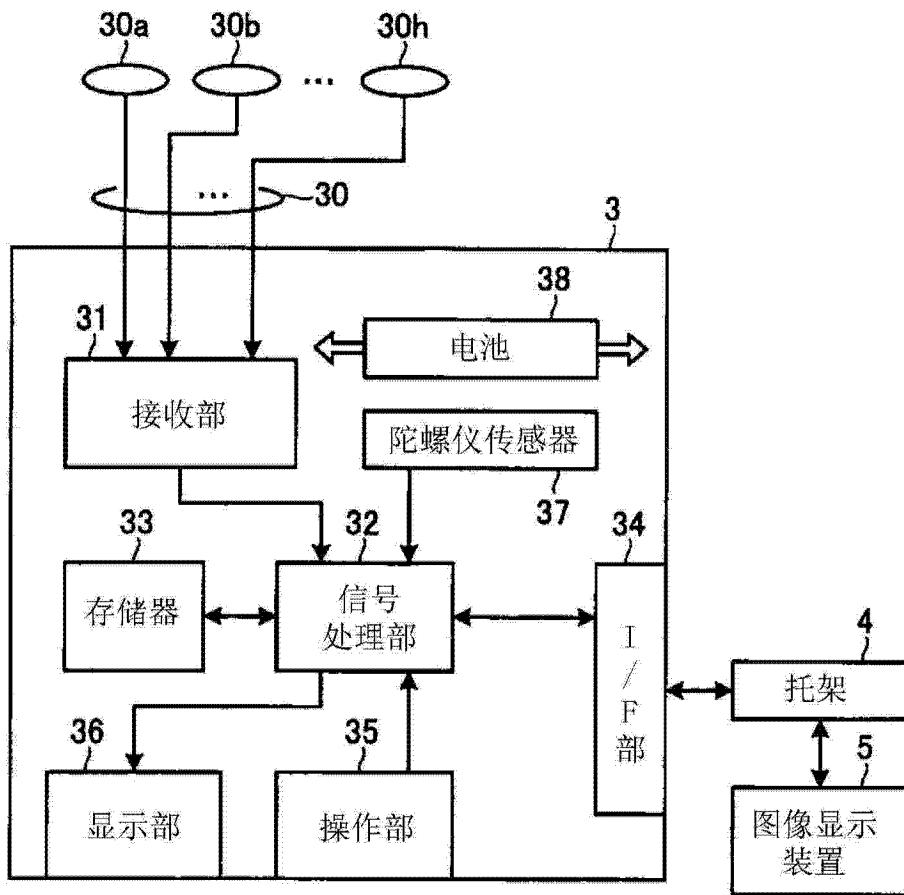 30a 30b ... 30h
... 30
3
38
电池
31
接收部
陀螺仪传感器
37
33
存储器
32
信号
处理部
34
I/F部
4
托架
36
显示部
35
操作部
5
图像显示
装置